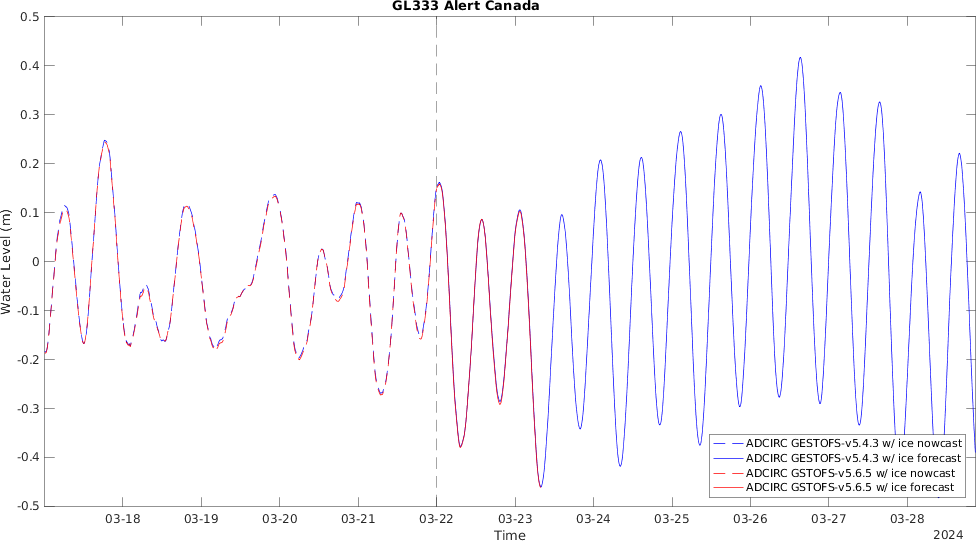 GL333 Alert Canada
0.5
0.4
0.3
0.2
0.1
0
-0.1
-0.2
-0.3
-0.4
-0.5
Water Level (m)
ADCIRC GESTOFS-v5.4.3 w/ ice nowcast
ADCIRC GESTOFS-v5.4.3 w/ ice forecast
ADCIRC GSTOFS-v5.6.5 w/ ice nowcast
ADCIRC GSTOFS-v5.6.5 w/ ice forecast
03-18 03-19 03-20 03-21 03-22 03-23 03-24 03-25 03-26 03-27 03-28
Time
2024